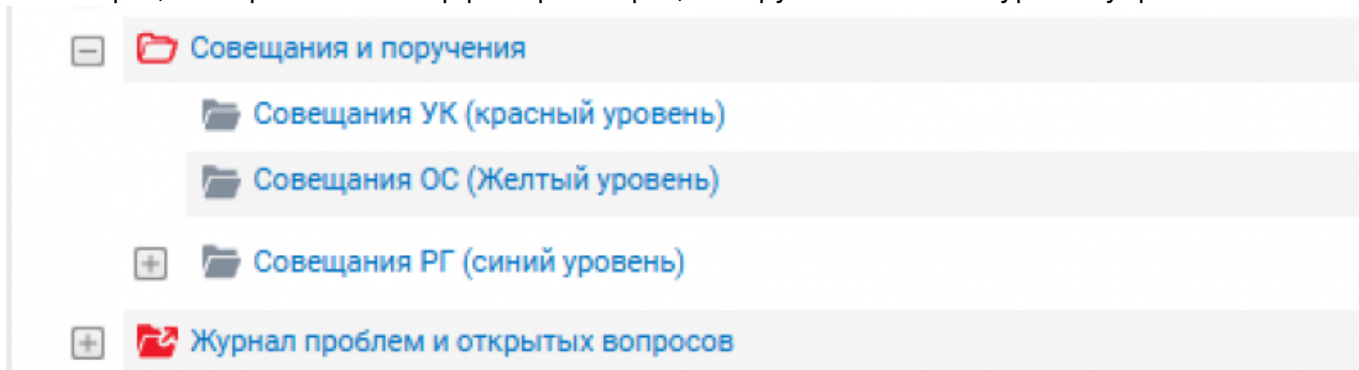 Совещания и поручения
Совещания УК (красный уровень)
Совещания ОС (Желтый уровень)
Совещания РГ (синий уровень)
Журнал проблем и открытых вопросов